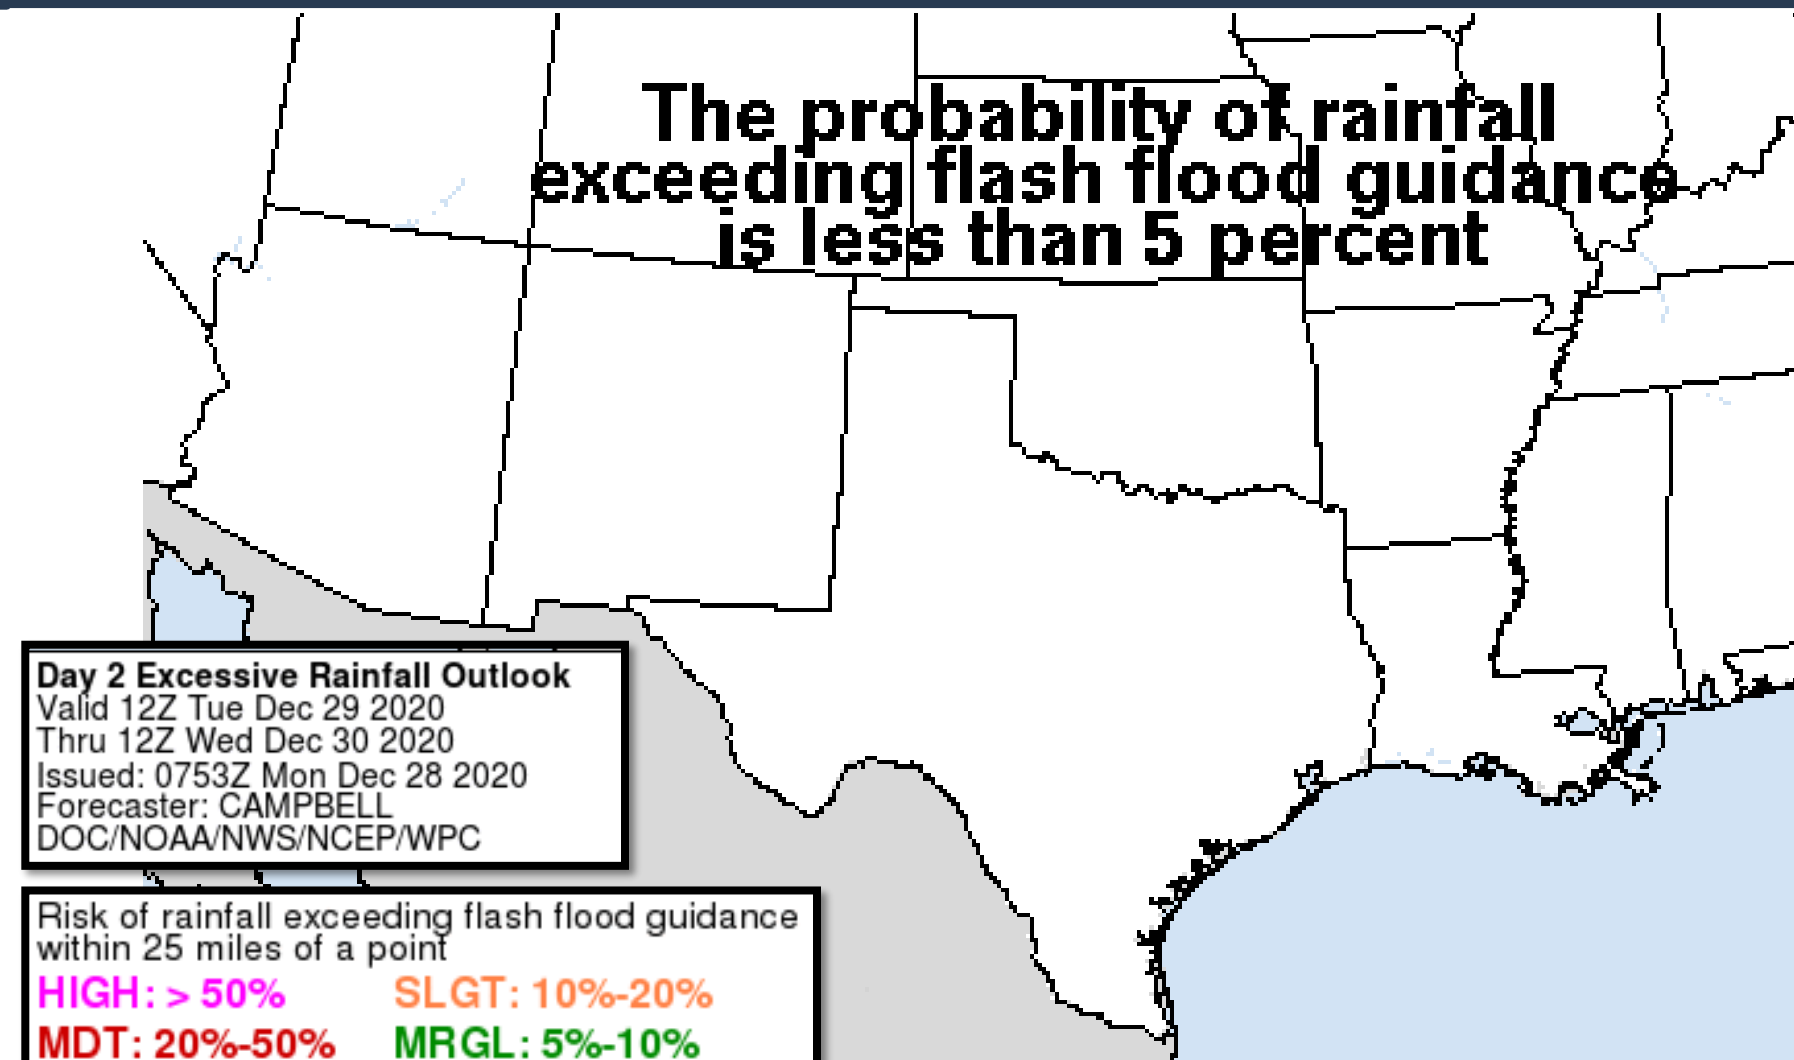 The probability of rainfall
exceeding flash flood guidance
is less than 5 percent
Day 2 Excessive Rainfall Outlook
Valid 12Z Tue Dec 29 2020
Thru 12Z Wed Dec 30 2020
Issued: 0753Z Mon Dec 28 2020
Forecaster: CAMPBELL
DOC/NOAA/NWS/NCEP/WPC
Risk of rainfall exceeding flash flood guidance
within 25 miles of a point
HIGH: > 50% SLGT: 10%-20%
MDT: 20%-50% MRGL: 5%-10%